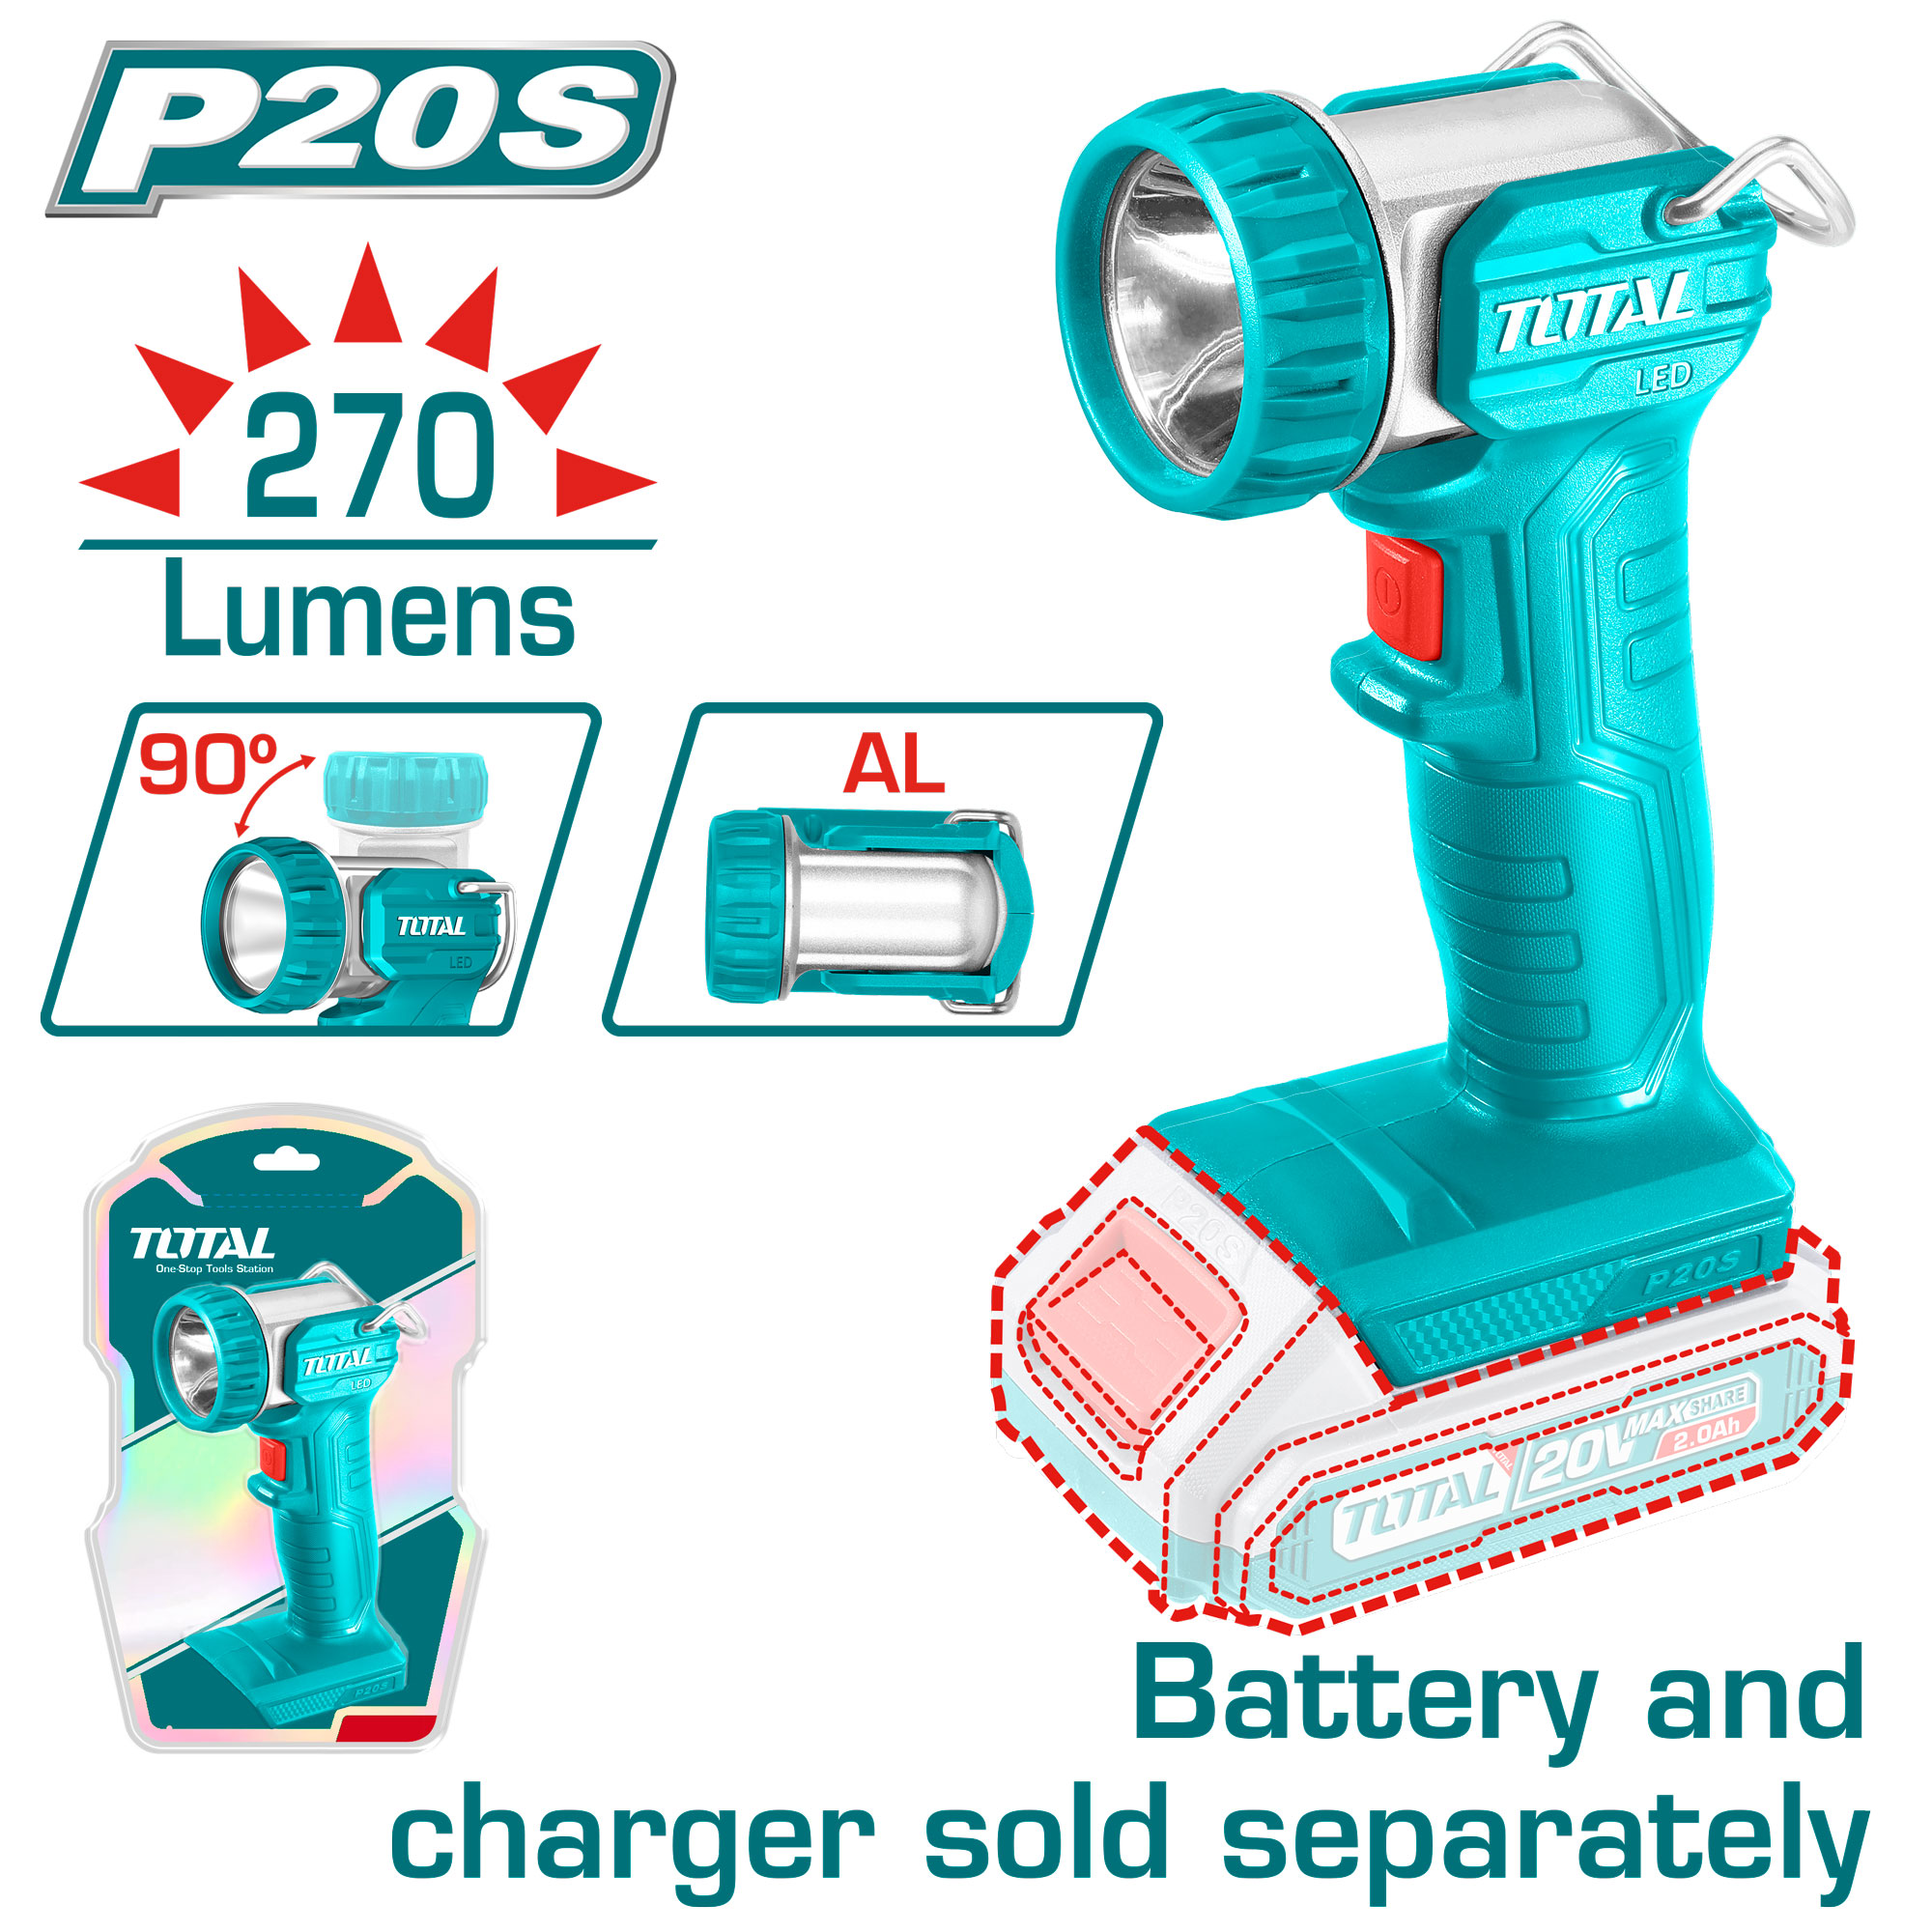 P20S
270
Lumens
90º
TOTAL
LED
AL
TOTAL
One-Stop Tools Station
TOTAL
LED
P20S
TOTAL
LED
P20S
P20S
TOTAL 20V MAX SHARE
2.0Ah
Battery and
charger sold separately